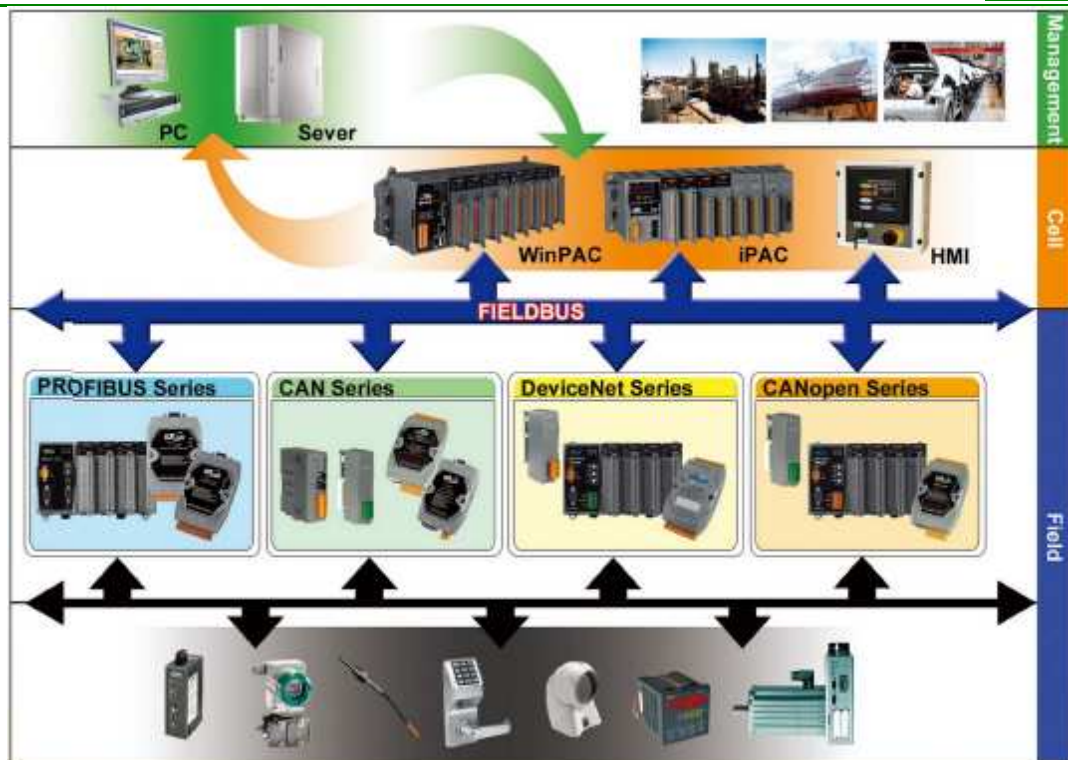 Management
PC
Sever
Cell
WinPAC
iPAC
HMI
FIELDBUS
Field
PROFIBUS Series
CAN Series
DeviceNet Series
CANopen Series